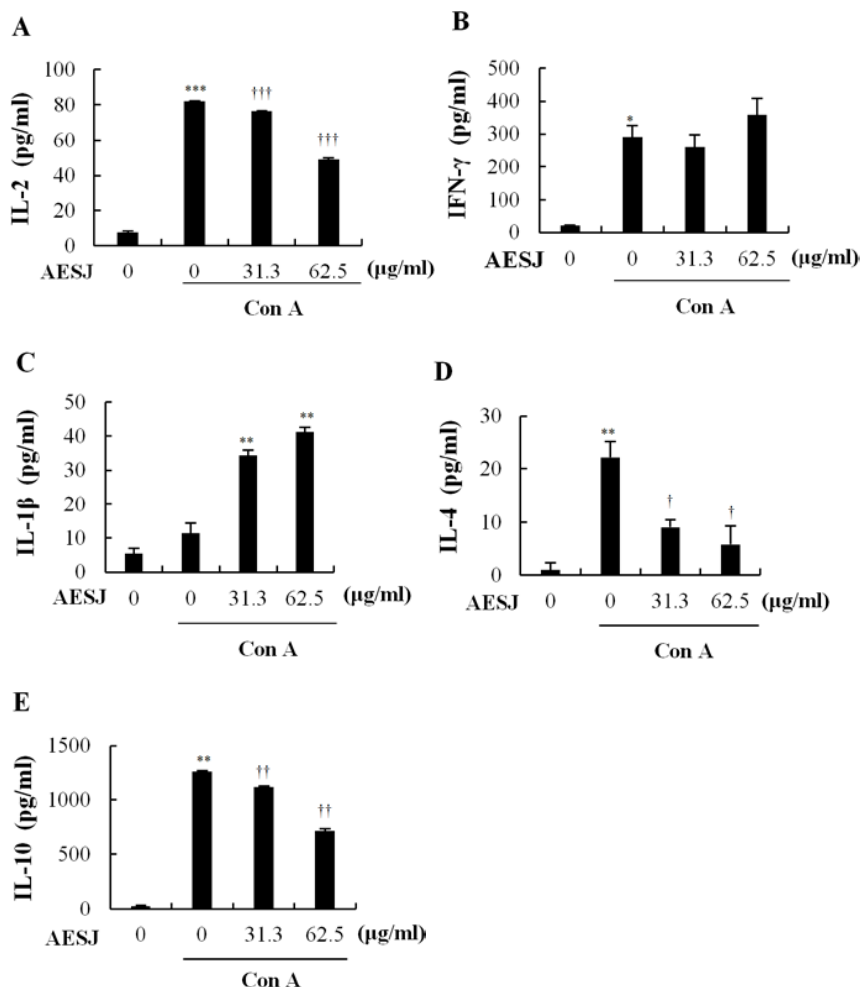 A
IL-2 (pg/ml)
100
80
60
40
20
0
***
†††
†††
AESJ 0 0 31.3 62.5 (μg/ml)
Con A
B
IFN-γ (pg/ml)
500
400
300
200
100
0
*
AESJ 0 0 31.3 62.5 (μg/ml)
Con A
C
IL-1β (pg/ml)
50
40
30
20
10
0
**
**
AESJ 0 0 31.3 62.5 (μg/ml)
Con A
D
IL-4 (pg/ml)
30
20
10
0
**
†
†
AESJ 0 0 31.3 62.5 (μg/ml)
Con A
E
IL-10 (pg/ml)
1500
1000
500
0
**
††
††
AESJ 0 0 31.3 62.5 (μg/ml)
Con A